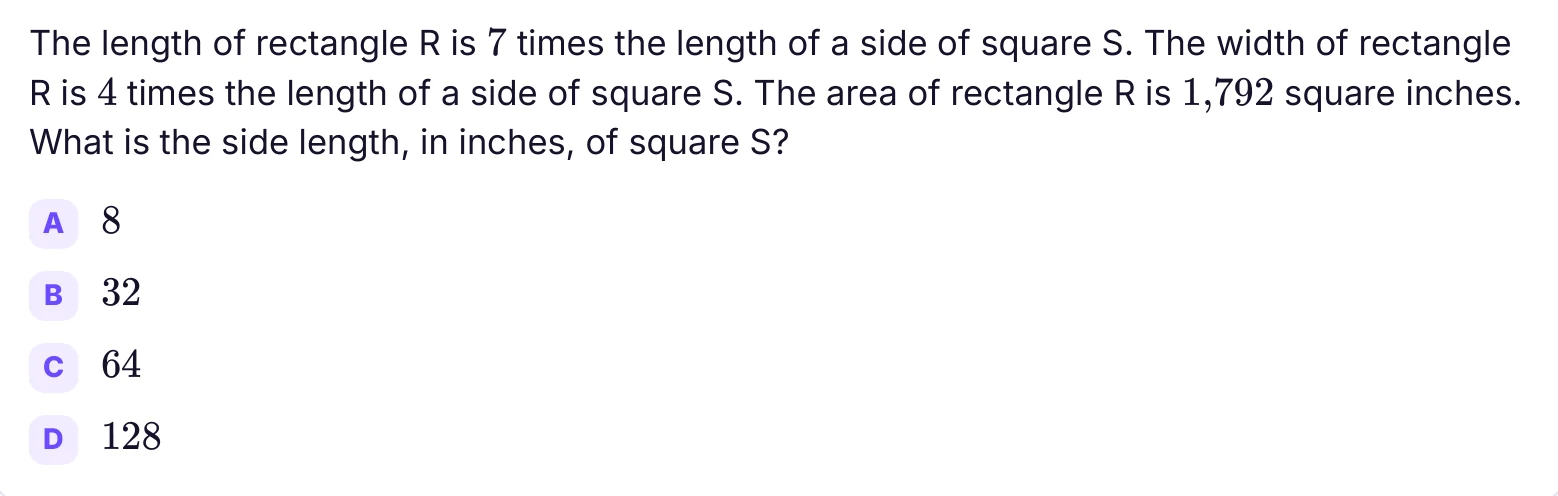 The length of rectangle R is 7 times the length of a side of square S. The width of rectangle
R is 4 times the length of a side of square S. The area of rectangle R is 1,792 square inches.
What is the side length, in inches, of square S?
A 8
B 32
C 64
D 128